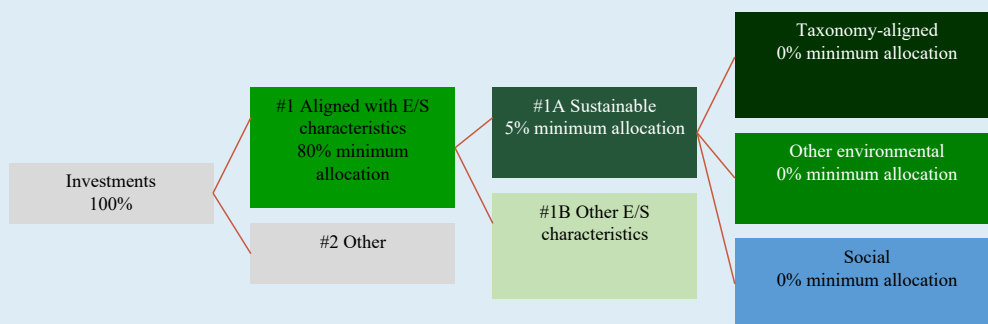 Investments
100%
#1 Aligned with E/S
characteristics
80% minimum
allocation
#2 Other
#1A Sustainable
5% minimum allocation
#1B Other E/S
characteristics
Taxonomy-aligned
0% minimum allocation
Other environmental
0% minimum allocation
Social
0% minimum allocation